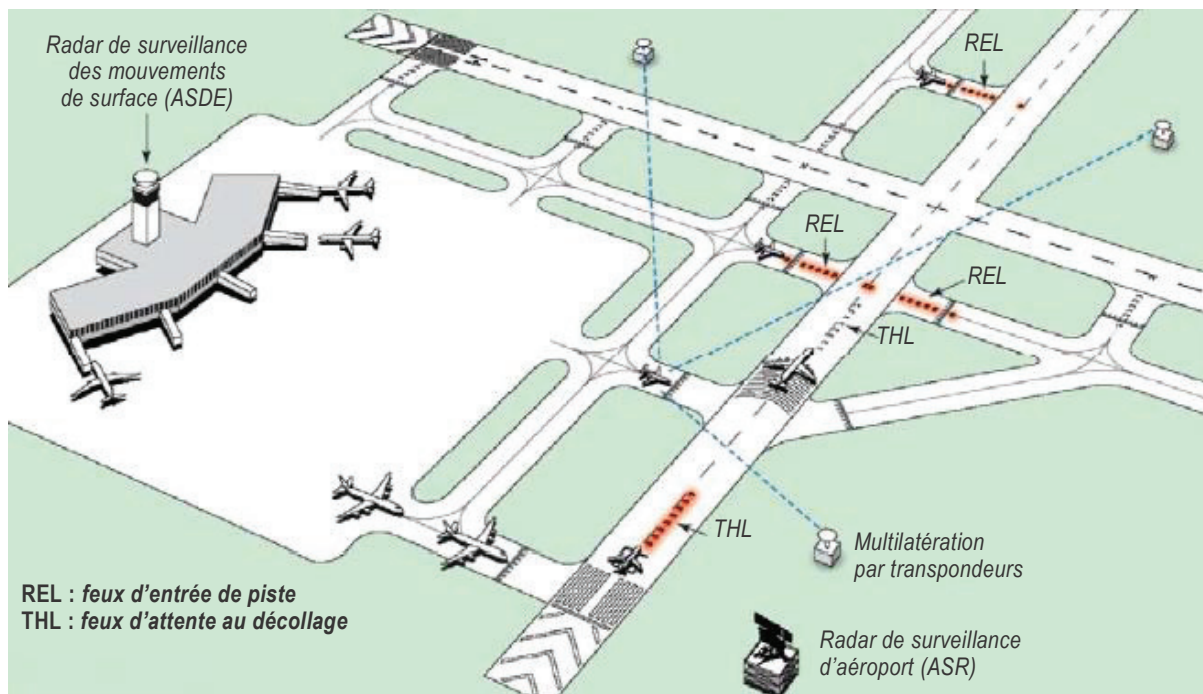 Radar de surveillance
des mouvements
de surface (ASDE)
REL
REL
REL
THL
THL
Multilatération
par transpondeurs
REL : feux d’entrée de piste
THL : feux d’attente au décollage
Radar de surveillance
d’aéroport (ASR)